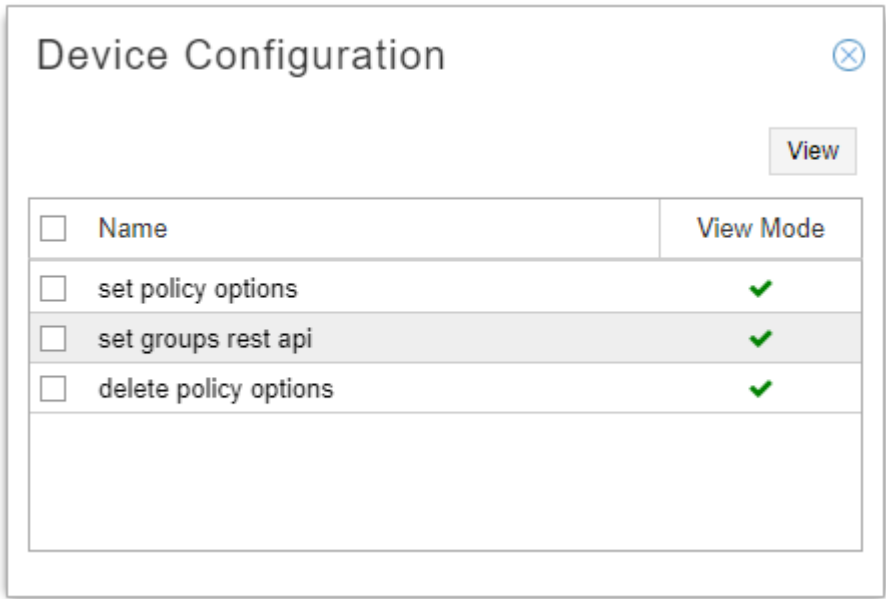 Device Configuration
View
Name View Mode
set policy options
set groups rest api
delete policy options